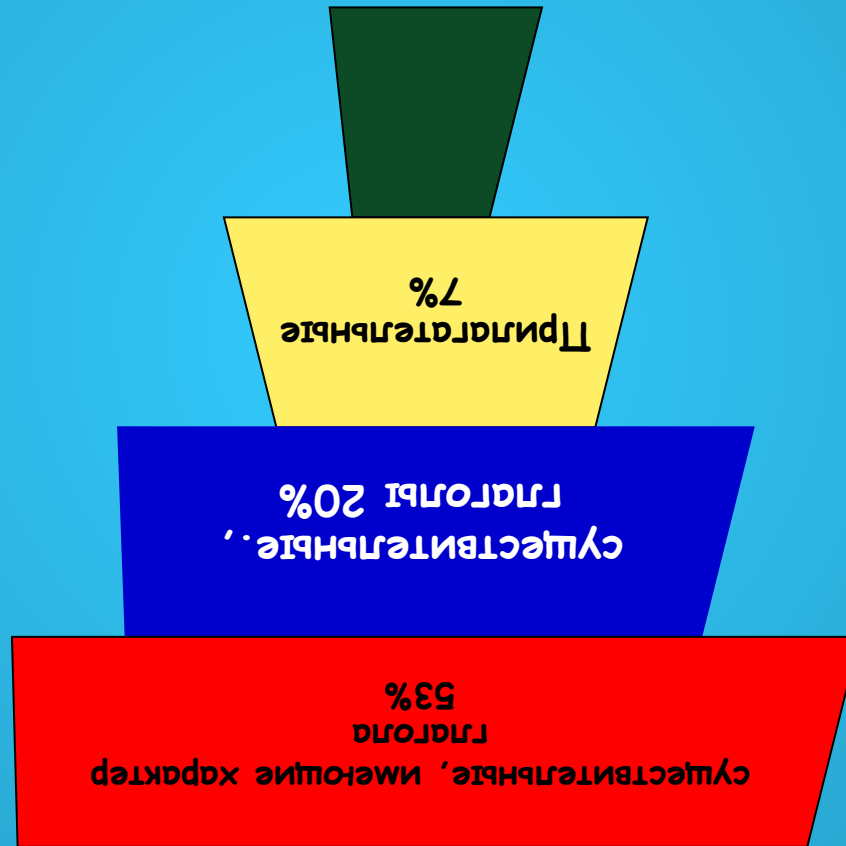 существительные, имеющие характер
глагола
53%
существительные.,
глаголы 20%
Прилагательные
7%